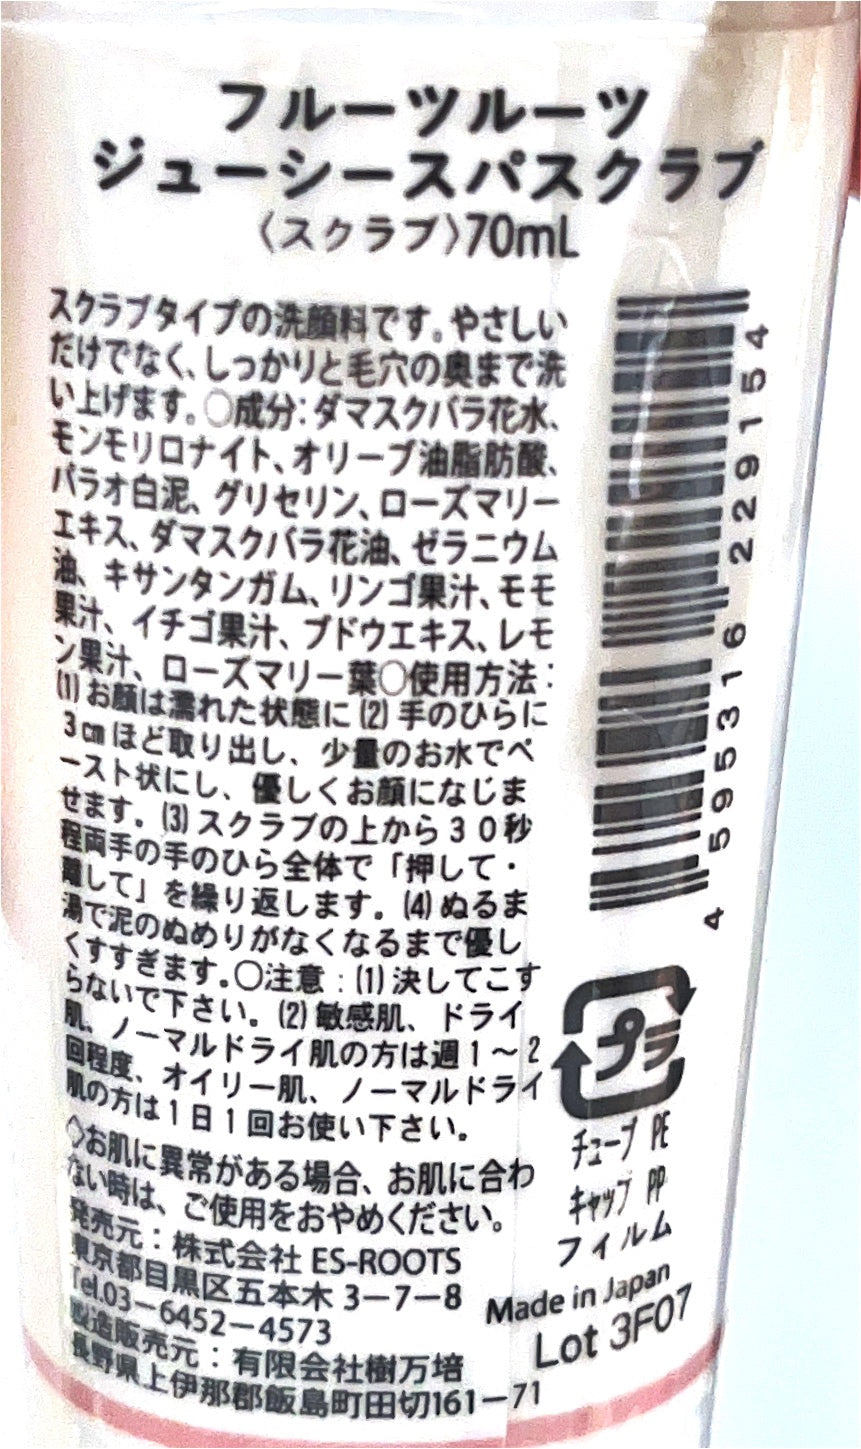 フルーツルーツ
ジューシースパスクラブ
〈スクラブ〉70mL
スクラブタイプの洗顔料です。やさしい
だけでなく、しっかりと毛穴の奥まで洗
い上げます。○成分：ダマスクバラ花水、
モンモリロナイト、オリーブ油脂肪酸、
パラオ白泥、グリセリン、ローズマリー
エキス、ダマスクバラ花油、ゼラニウム
油、キサンタンガム、リンゴ果汁、モモ
果汁、イチゴ果汁、ブドウエキス、レモ
ン果汁、ローズマリー葉○使用方法：
(1)お顔は濡れた状態に(2)手のひらに
3㎝ほど取り出し、少量のお水でペ
ースト状にし、優しくお顔になじま
せます。(3)スクラブの上から３０秒
程両手の手のひら全体で「押して・
離して」を繰り返します。(4)ぬるま
湯で泥のぬめりがなくなるまで優し
くすすぎます。○注意：(1)決してこす
らないで下さい。(2)敏感肌、ドライ
肌、ノーマルドライ肌の方は週１～２
回程度、オイリー肌、ノーマルドライ
肌の方は１日１回お使い下さい。
◇お肌に異常がある場合、お肌に合わ
ない時は、ご使用をおやめください。
発売元：株式会社 ES-ROOTS
東京都目黒区五本木 3－7－8
Tel.03－6452－4573
製造販売元：有限会社樹万培
長野県上伊那郡飯島町田切161－71
4 595316 229154
プラ
チューブ PE
キャップ PP
フィルム
Made in Japan
Lot 3F07